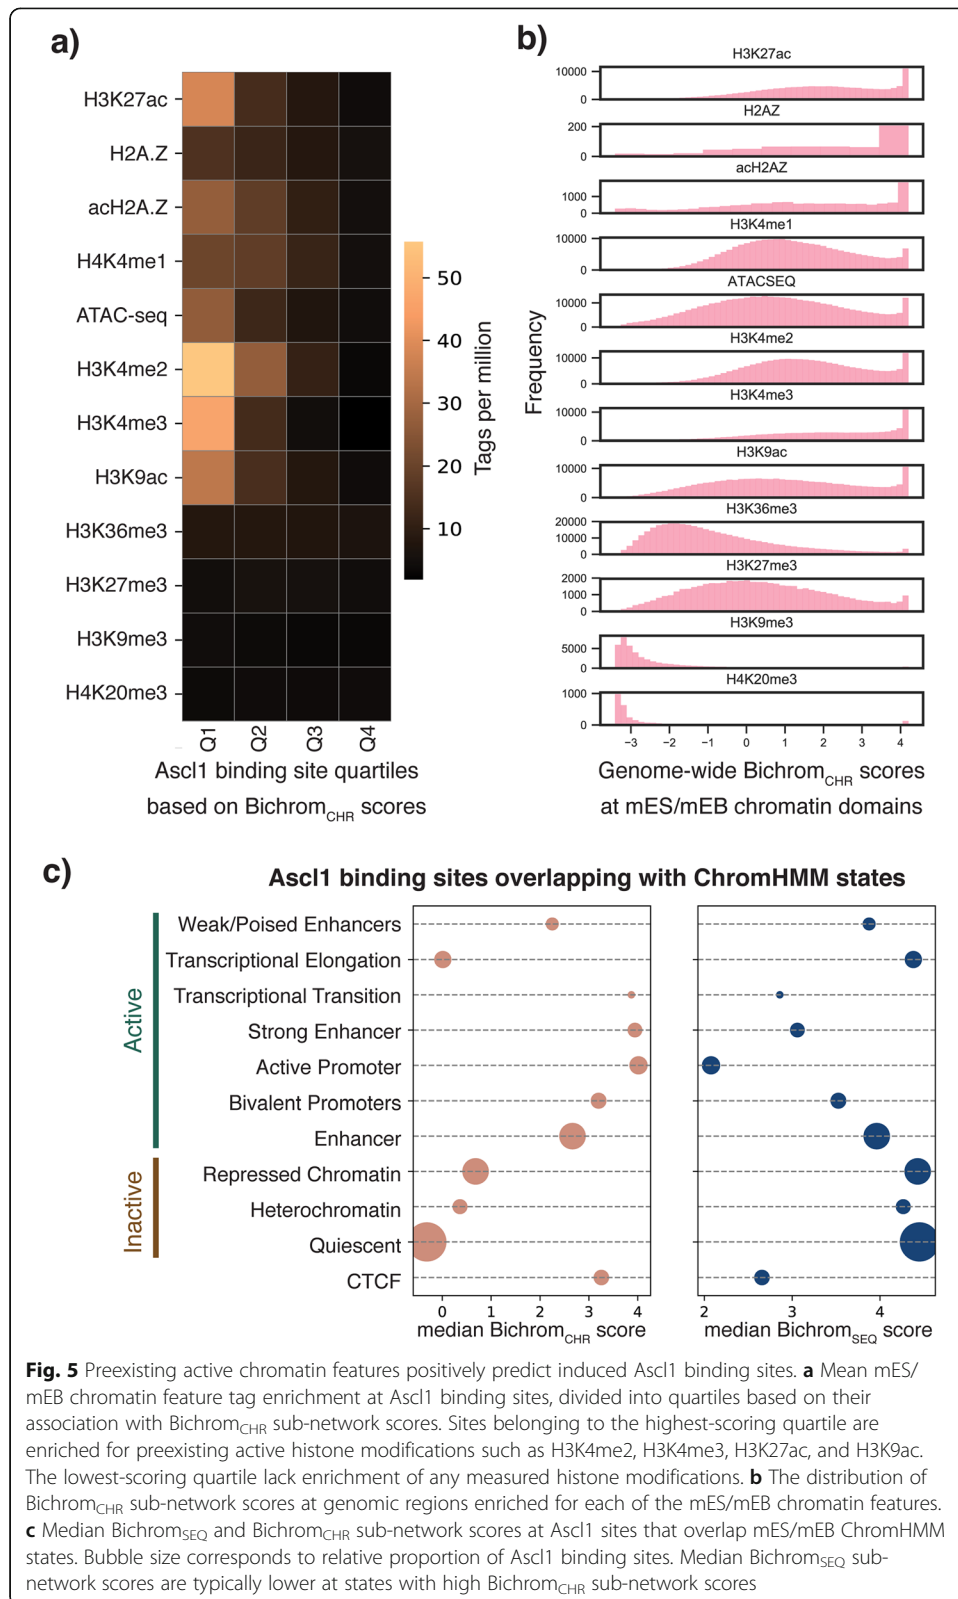 a)
H3K27ac
H2A.Z
acH2A.Z
H4K4me1
ATAC-seq
H3K4me2
H3K4me3
H3K9ac
H3K36me3
H3K27me3
H3K9me3
H4K20me3
Q1 Q2 Q3 Q4
Ascl1 binding site quartiles
based on BichromCHR scores
50
40
30
20
10
Tags per million
b)
Frequency
H3K27ac
10000
0
H2AZ
200
0
acH2AZ
1000
0
H3K4me1
10000
0
ATACSEQ
10000
0
H3K4me2
10000
0
H3K4me3
10000
0
H3K9ac
10000
0
H3K36me3
20000
10000
0
H3K27me3
2000
1000
0
H3K9me3
5000
0
H4K20me3
1000
0
−3 −2 −1 0 1 2 3 4
Genome-wide BichromCHR scores
at mES/mEB chromatin domains
c)
Ascl1 binding sites overlapping with ChromHMM states
Active
Weak/Poised Enhancers
Transcriptional Elongation
Transcriptional Transition
Strong Enhancer
Active Promoter
Bivalent Promoters
Enhancer
Inactive
Repressed Chromatin
Heterochromatin
Quiescent
CTCF
0 1 2 3 4
median BichromCHR score
2 3 4
median BichromSEQ score
Fig. 5 Preexisting active chromatin features positively predict induced Ascl1 binding sites. a Mean mES/
mEB chromatin feature tag enrichment at Ascl1 binding sites, divided into quartiles based on their
association with BichromCHR sub-network scores. Sites belonging to the highest-scoring quartile are
enriched for preexisting active histone modifications such as H3K4me2, H3K4me3, H3K27ac, and H3K9ac.
The lowest-scoring quartile lack enrichment of any measured histone modifications. b The distribution of
BichromCHR sub-network scores at genomic regions enriched for each of the mES/mEB chromatin features.
c Median BichromSEQ and BichromCHR sub-network scores at Ascl1 sites that overlap mES/mEB ChromHMM
states. Bubble size corresponds to relative proportion of Ascl1 binding sites. Median BichromSEQ sub-
network scores are typically lower at states with high BichromCHR sub-network scores